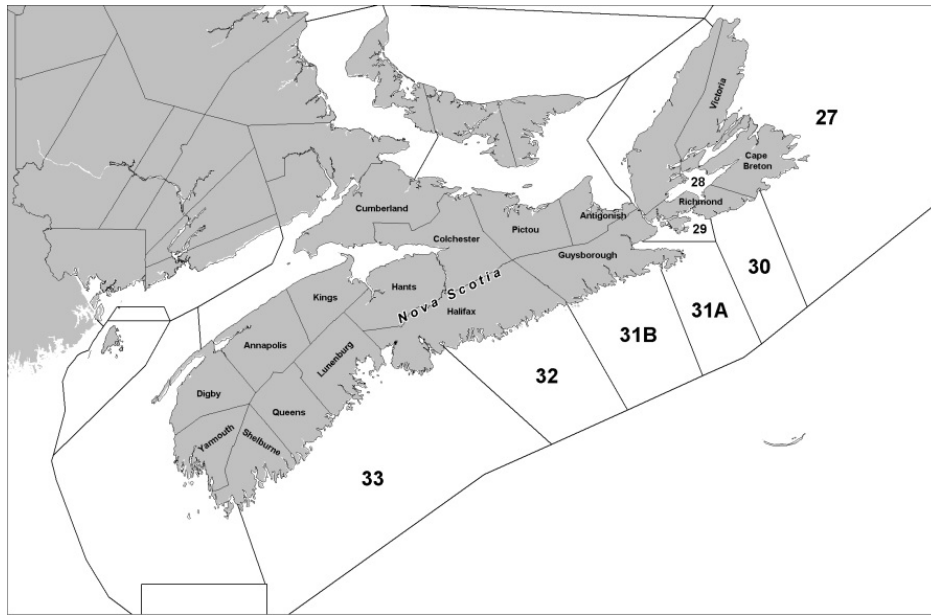 Victoria
27
Cape
Breton
28
Richmond
29
Cumberland
Antigonish
Pictou
Colchester
Guysborough
30
Kings
Hants
Nova Scotia
Halifax
31A
31B
Annapolis
Lunenburg
32
Digby
Queens
Yarmouth
Shelburne
33